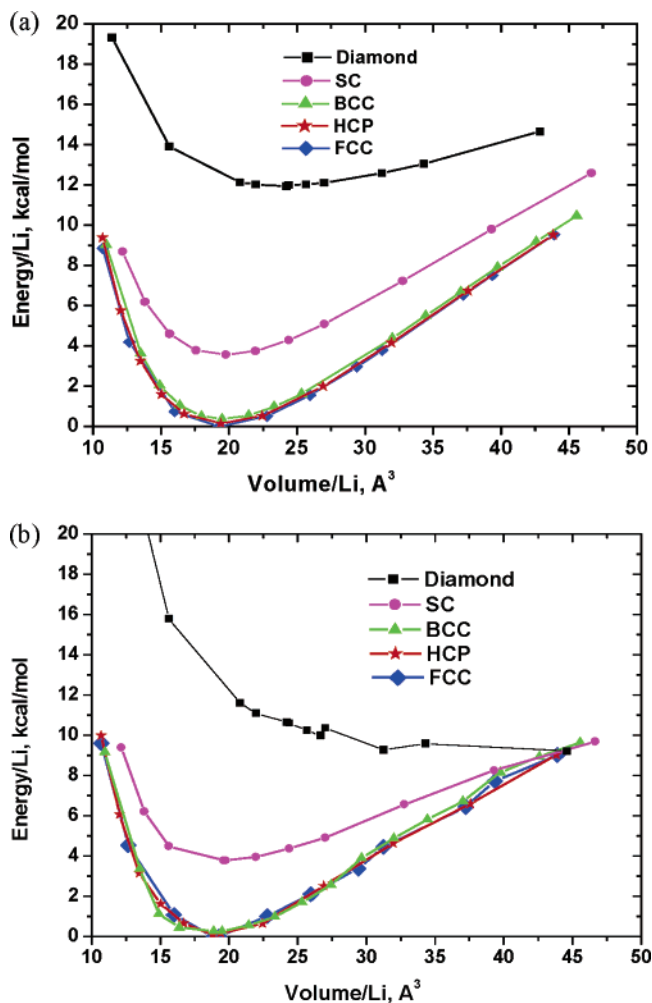 (a)
20
18
16
14
12
10
8
6
4
2
0
Energy/Li, kcal/mol
Diamond
SC
BCC
HCP
FCC
10 15 20 25 30 35 40 45 50
Volume/Li, A³
(b)
20
18
16
14
12
10
8
6
4
2
0
Energy/Li, kcal/mol
Diamond
SC
BCC
HCP
FCC
10 15 20 25 30 35 40 45 50
Volume/Li, A³